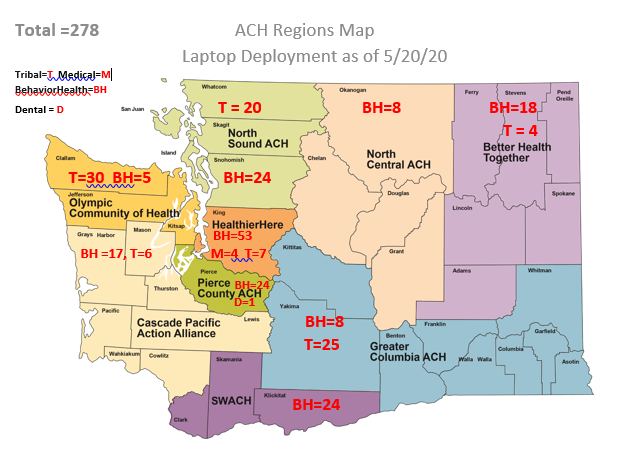 Total =278
ACH Regions Map
Laptop Deployment as of 5/20/20
Tribal=T, Medical=M
BehaviorHealth=BH
Dental = D
Whatcom
T = 20
San Juan
Skagit
North
Sound ACH
Island
Snohomish
BH=24
Okanogan
BH=8
Chelan
North
Central ACH
Douglas
Grant
Ferry
Stevens
Pend
Oreille
BH=18
T = 4
Better Health
Together
Spokane
Lincoln
Adams
Whitman
Clallam
T=30 BH=5
Jefferson
Olympic
Community of Health
Kitsap
King
HealthierHere
BH=53
M=4 T=7
Grays Harbor
Mason
BH =17, T=6
Thurston
Pierce
Pierce
County ACH
BH=24
D=1
Pacific
Cascade Pacific
Action Alliance
Lewis
Wahkiakum
Cowlitz
Kittitas
Yakima
BH=8
T=25
Benton
Greater
Columbia ACH
Franklin
Walla Walla
Columbia
Garfield
Asotin
Skamania
SWACH
Clark
Klickitat
BH=24